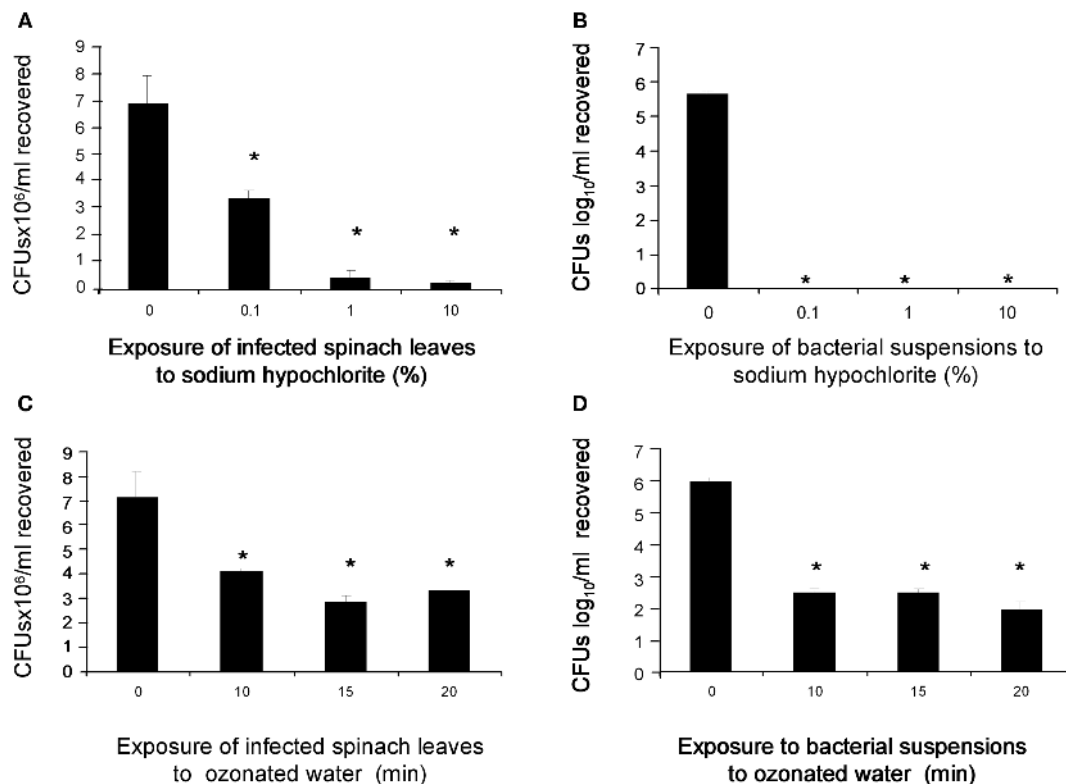 A
CFUsx10⁶/ml recovered
9
8
7
6
5
4
3
2
1
0
*
*
*
0 0.1 1 10
Exposure of infected spinach leaves
to sodium hypochlorite (%)
B
CFUs log₁₀/ml recovered
7
6
5
4
3
2
1
0
* * *
0 0.1 1 10
Exposure of bacterial suspensions to
sodium hypochlorite (%)
C
CFUsx10⁶/ml recovered
9
8
7
6
5
4
3
2
1
0
* * *
0 10 15 20
Exposure of infected spinach leaves
to ozonated water (min)
D
CFUs log₁₀/ml recovered
7
6
5
4
3
2
1
0
* * *
0 10 15 20
Exposure to bacterial suspensions
to ozonated water (min)